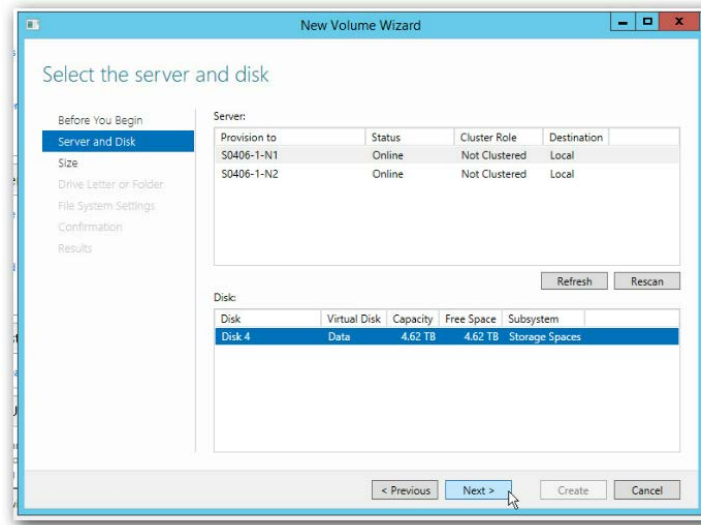 New Volume Wizard
Select the server and disk
Before You Begin
Server and Disk
Size
Drive Letter or Folder
File System Settings
Confirmation
Results
Server:
Provision to Status Cluster Role Destination
S0406-1-N1 Online Not Clustered Local
S0406-1-N2 Online Not Clustered Local
Refresh Rescan
Disk:
Disk Virtual Disk Capacity Free Space Subsystem
Disk 4 Data 4.62 TB 4.62 TB Storage Spaces
< Previous Next > Create Cancel